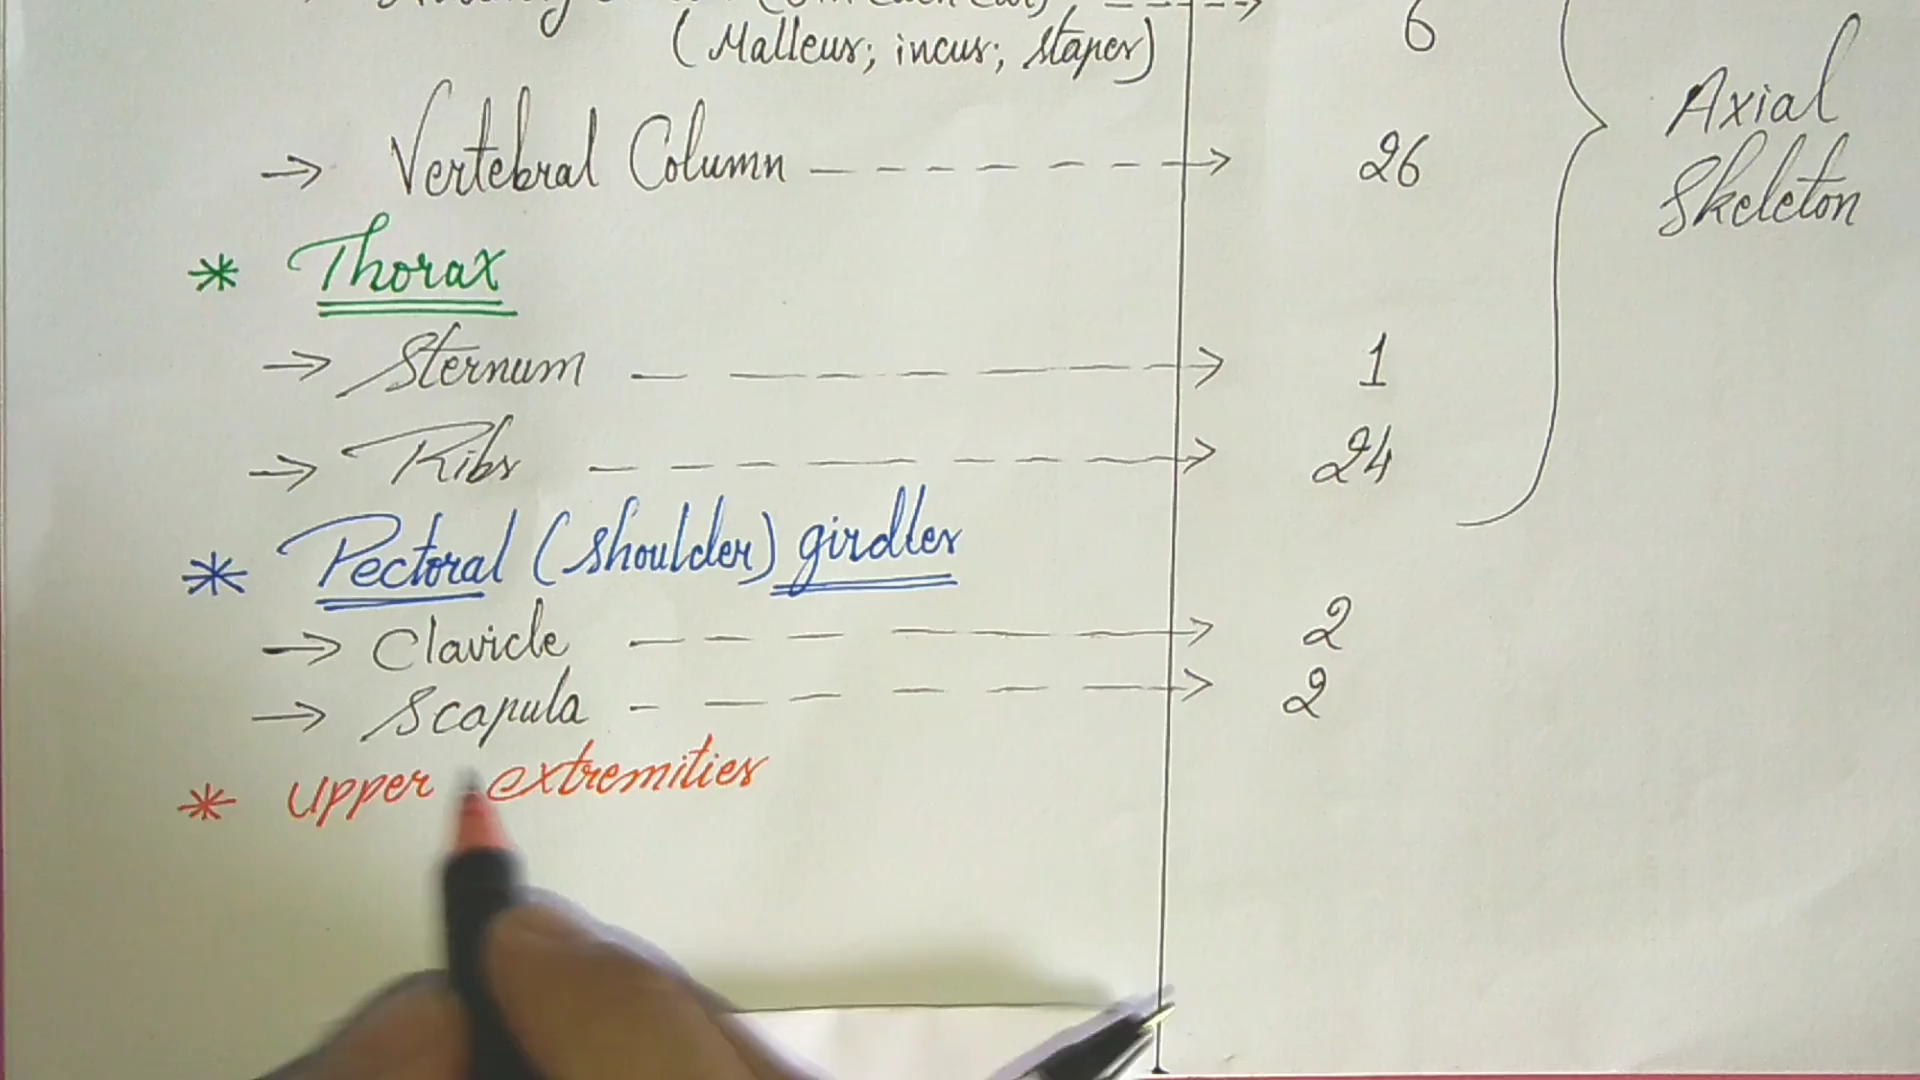 6
(Malleus; incus; stapes)
→ Vertebral Column → 26
Axial
Skeleton
* Thorax
→ Sternum → 1
→ Ribs → 24
* Pectoral (shoulder) girdles
→ Clavicle → 2
→ Scapula → 2
* upper extremities